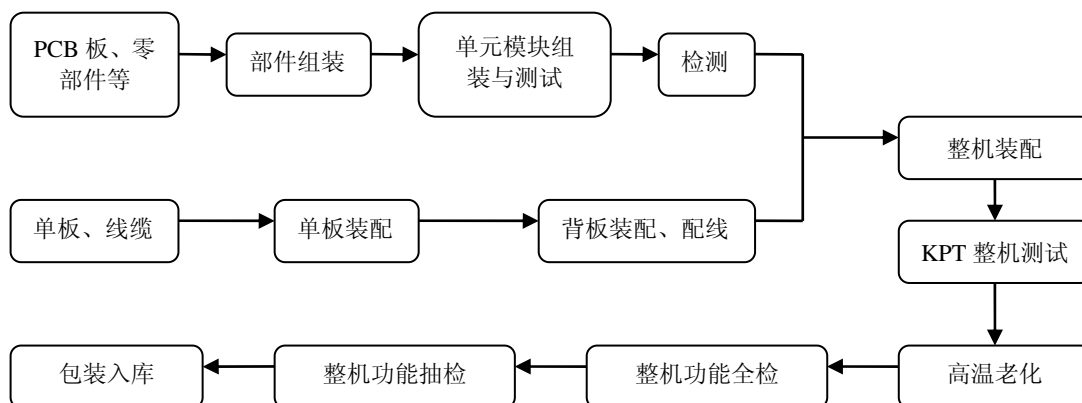 PCB 板、零
部件等
部件组装
单元模块组
装与测试
检测
整机装配
单板、线缆
单板装配
背板装配、配线
KPT 整机测试
包装入库
整机功能抽检
整机功能全检
高温老化